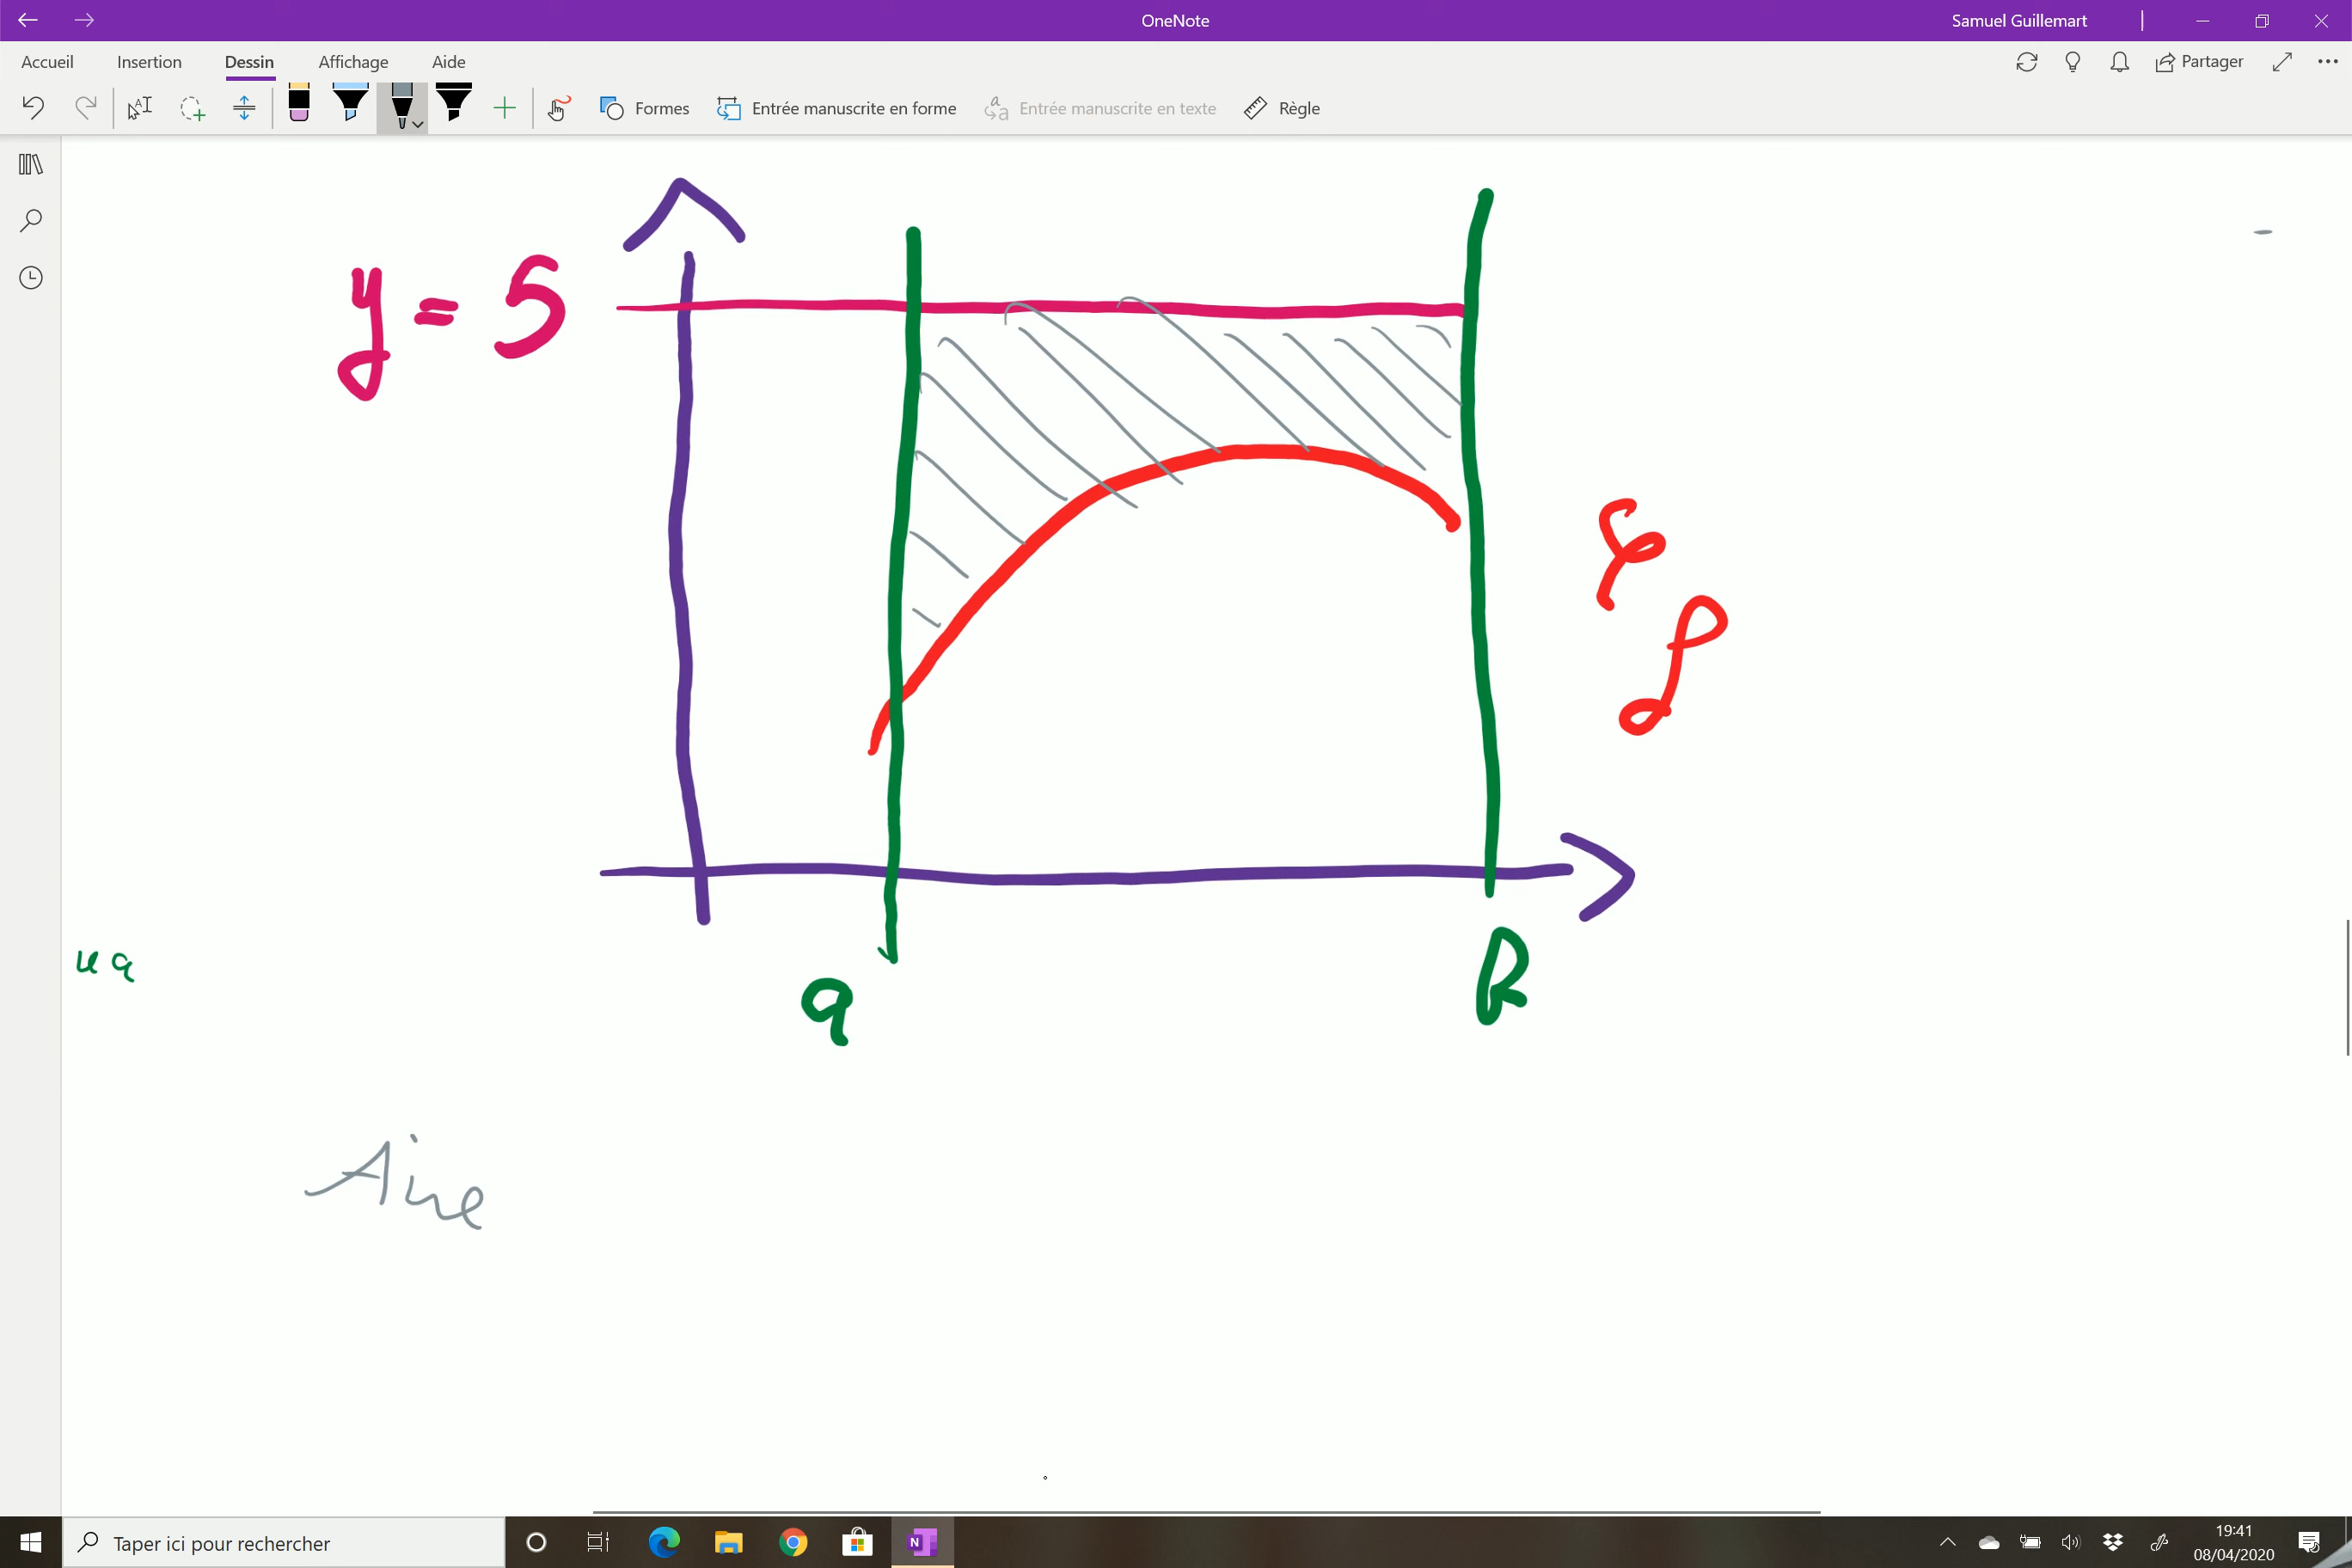 OneNote
Samuel Guillemart
Accueil Insertion Dessin Affichage Aide
Partager
Formes Entrée manuscrite en forme Entrée manuscrite en texte Règle
y = 5
a
Aire
Taper ici pour rechercher
19:41
08/04/2020